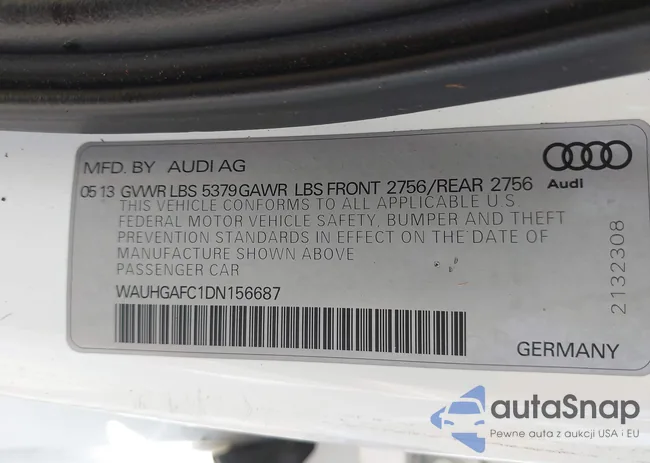 MFD. BY AUDI AG
0513 GVWR LBS 5379 GAWR LBS FRONT 2756/REAR 2756
THIS VEHICLE CONFORMS TO ALL APPLICABLE U.S.
FEDERAL MOTOR VEHICLE SAFETY, BUMPER AND THEFT
PREVENTION STANDARDS IN EFFECT ON THE DATE OF
MANUFACTURE SHOWN ABOVE
PASSENGER CAR
WAUHGAFC1DN156687
Audi
2132308
GERMANY
autaSnap
Pewne auta z aukcji USA i EU